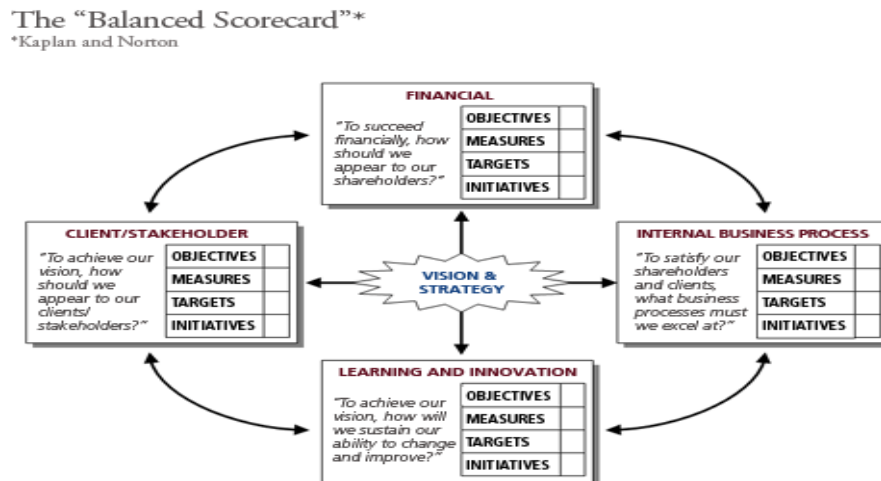 The “Balanced Scorecard”*
*Kaplan and Norton
FINANCIAL
“To succeed
financially, how
should we
appear to our
shareholders?”
OBJECTIVES
MEASURES
TARGETS
INITIATIVES
CLIENT/STAKEHOLDER
“To achieve our
vision, how
should we
appear to our
clients/
stakeholders?”
OBJECTIVES
MEASURES
TARGETS
INITIATIVES
VISION &
STRATEGY
INTERNAL BUSINESS PROCESS
“To satisfy our
shareholders
and clients,
what business
processes must
we excel at?”
OBJECTIVES
MEASURES
TARGETS
INITIATIVES
LEARNING AND INNOVATION
“To achieve our
vision, how will
we sustain our
ability to change
and improve?”
OBJECTIVES
MEASURES
TARGETS
INITIATIVES